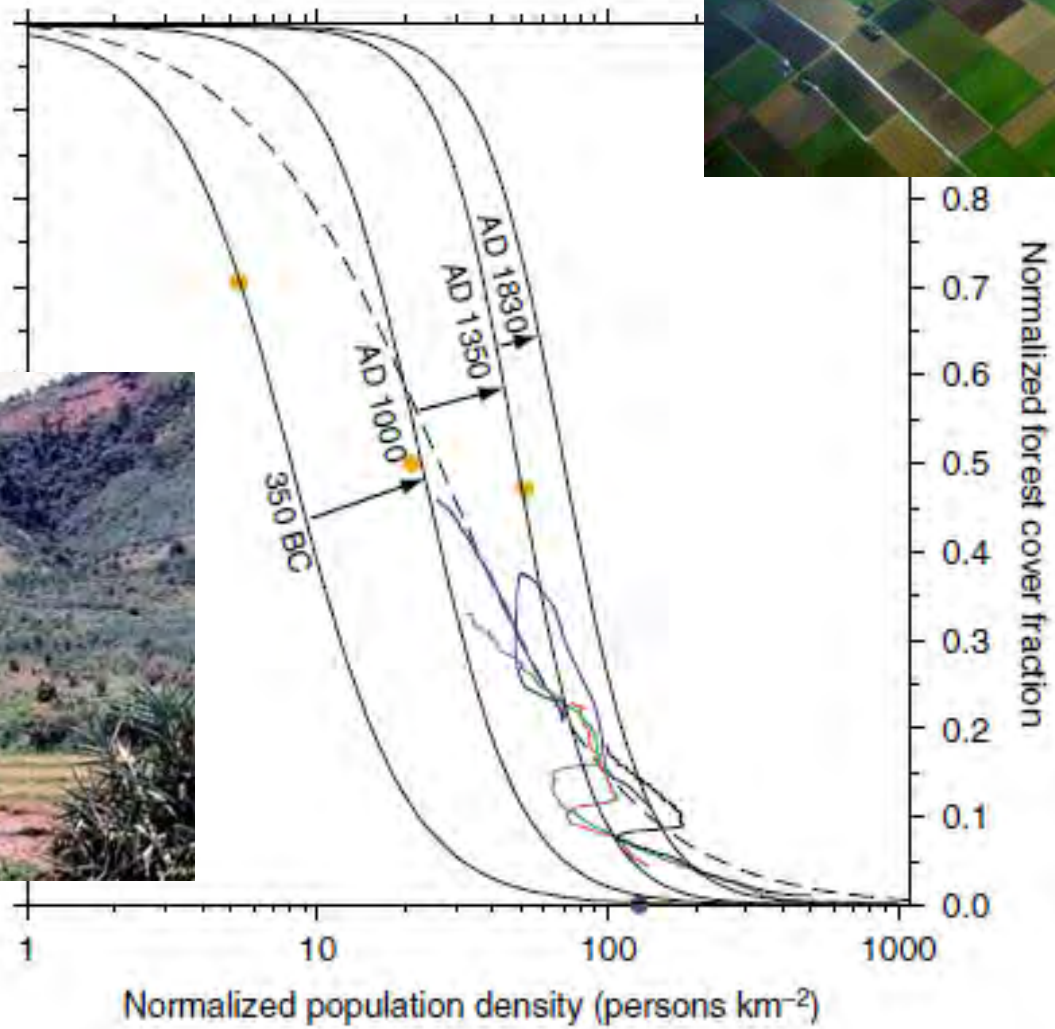 0.8
0.7
0.6
0.5
0.4
0.3
0.2
0.1
0.0
Normalized forest cover fraction
AD 1830
AD 1350
AD 1000
350 BC
1
10
100
1000
Normalized population density (persons km⁻²)